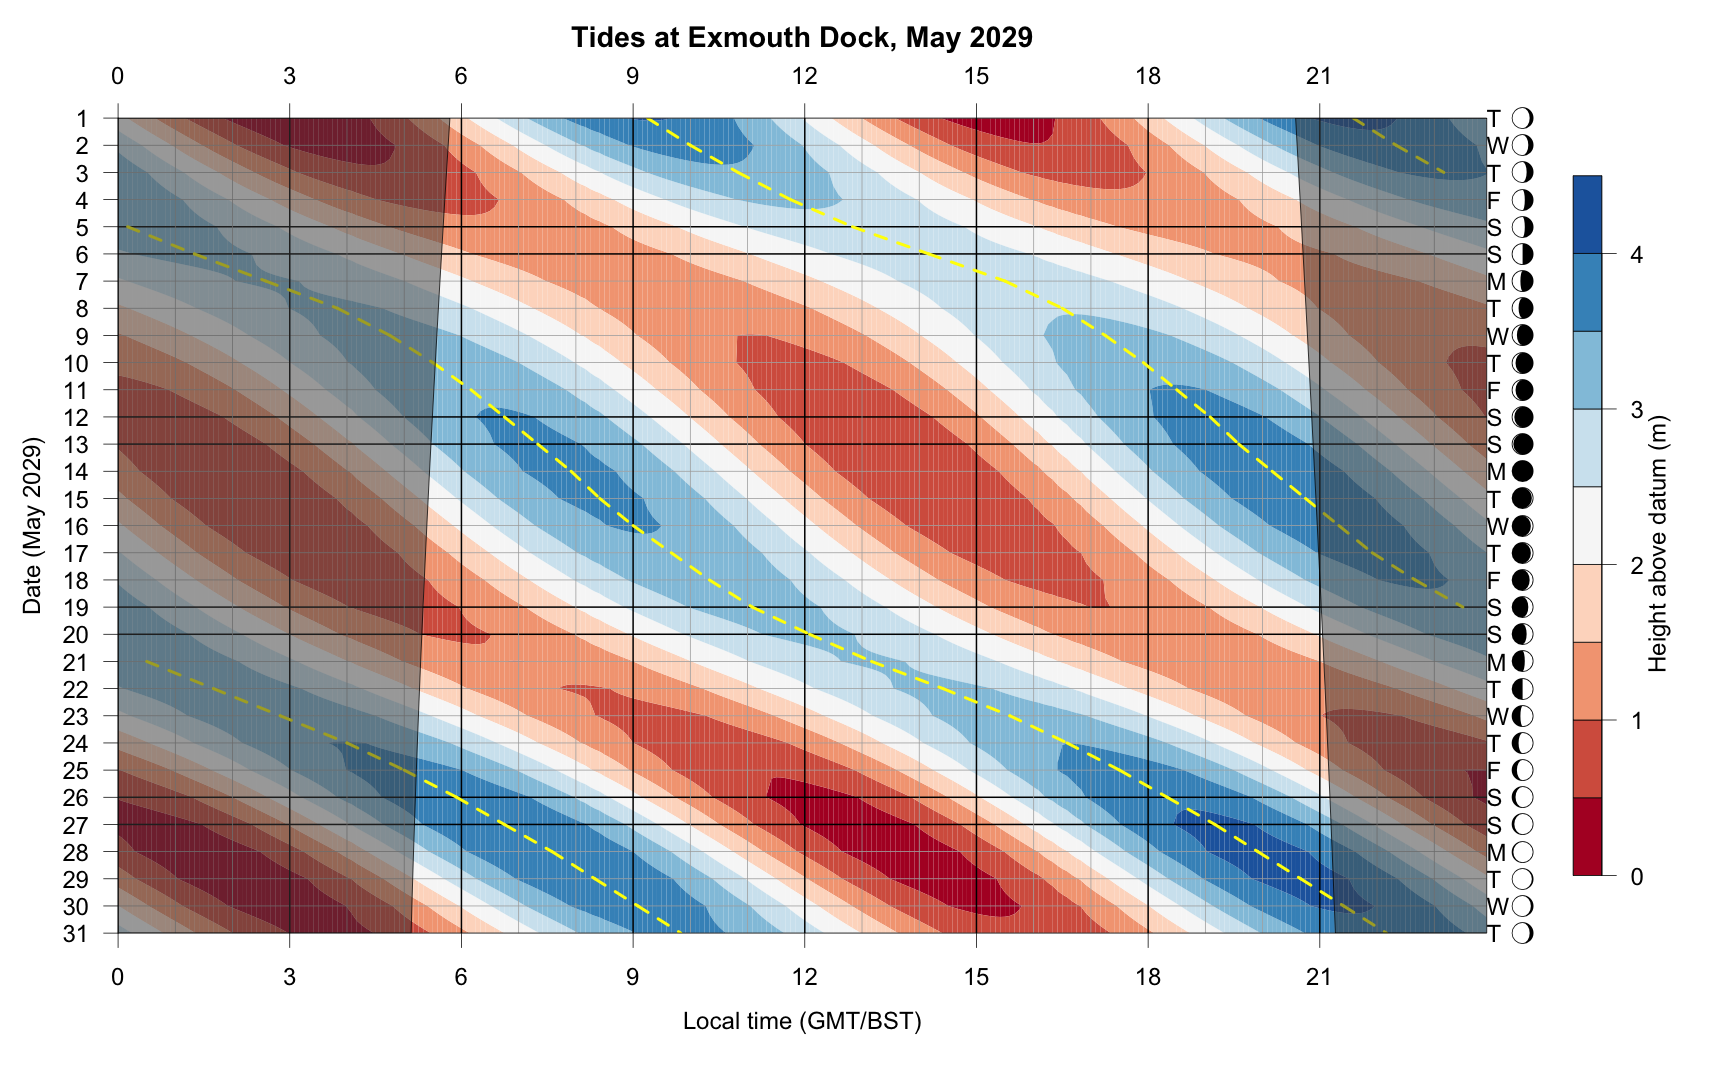 Tides at Exmouth Dock, May 2029
0 3 6 9 12 15 18 21
1 T
2 W
3 T
4 F
5 S
6 S
7 M
8 T
9 W
10 T
11 F
12 S
13 S
14 M
15 T
16 W
17 T
18 F
19 S
20 S
21 M
22 T
23 W
24 T
25 F
26 S
27 S
28 M
29 T
30 W
31 T
Date (May 2029)
0 3 6 9 12 15 18 21
Local time (GMT/BST)
4
3
2
1
0
Height above datum (m)